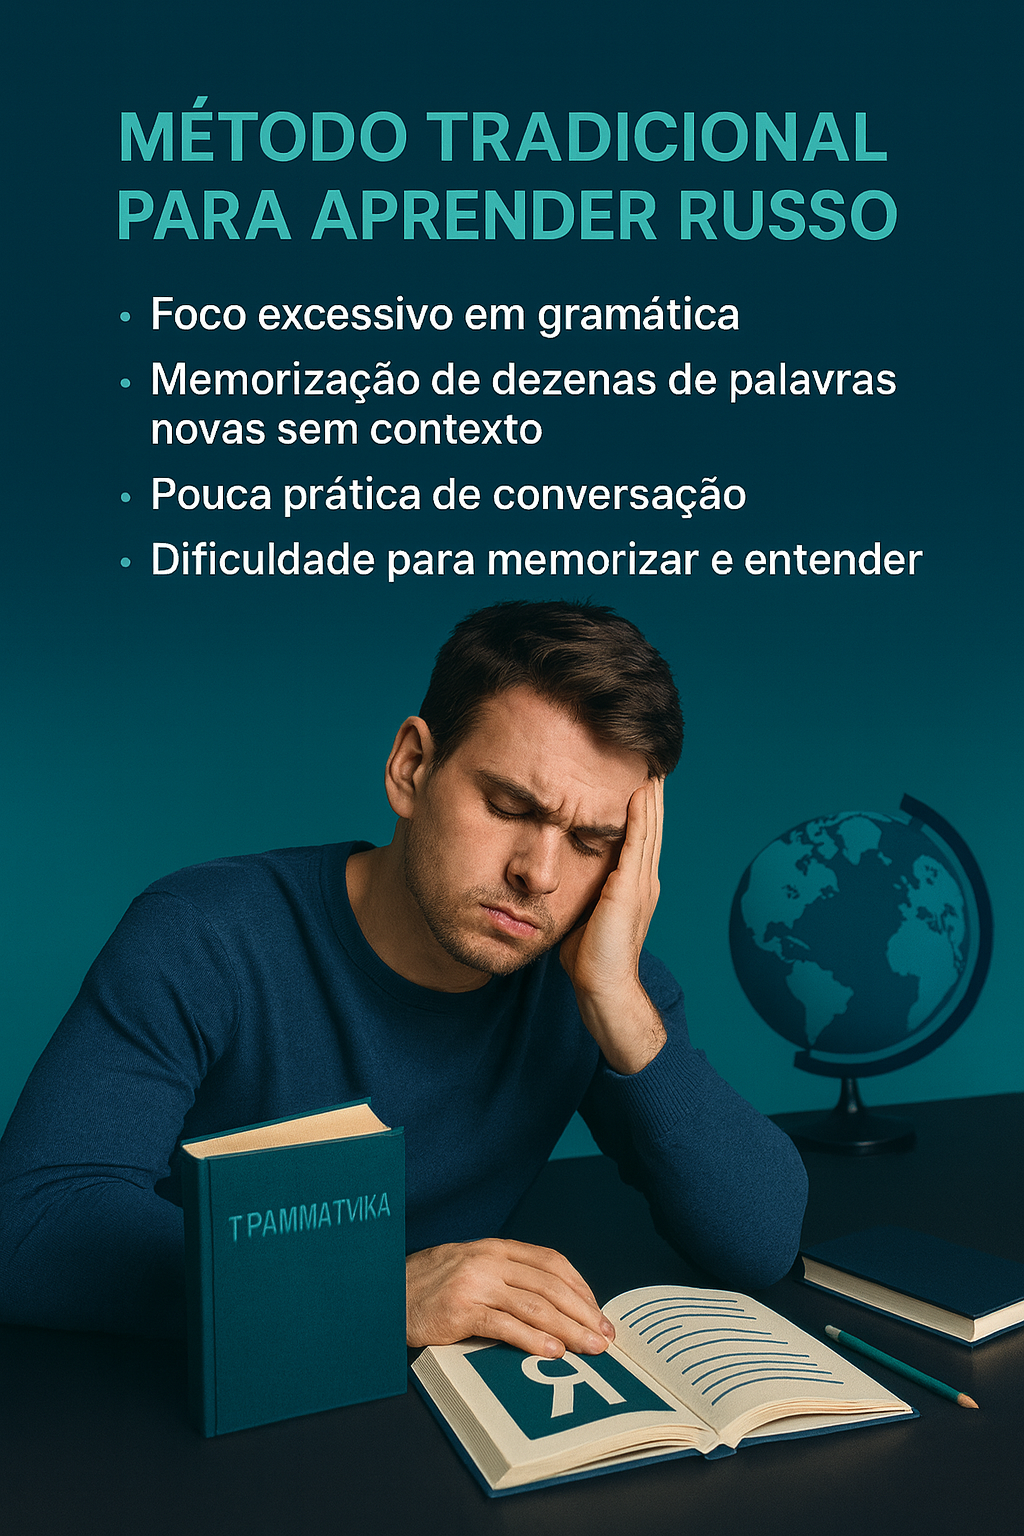 MÉTODO TRADICIONAL
PARA APRENDER RUSSO
• Foco excessivo em gramática
• Memorização de dezenas de palavras
novas sem contexto
• Pouca prática de conversação
• Dificuldade para memorizar e entender
ТРАММАТVІКА
Я